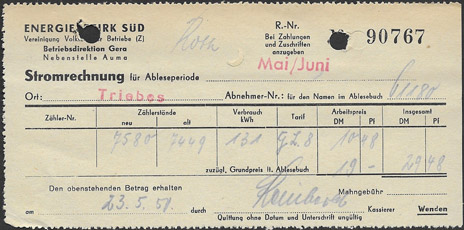 ENERGIEBEZIRK SÜD
R.-Nr. 90767
Vereinigung Volkseigener Betriebe (Z)
Betriebsdirektion Gera
Nebenstelle Auma
Bei Zahlungen
und Zuschriften
anzugeben
Stromrechnung für Ableseperiode Mai/Juni
Ort: Triebes Abnehmer-Nr.: für den Namen im Ablesebuch
Zähler-Nr. Zählerstände Verbrauch Tarif Arbeitspreis Insgesamt
neu alt kWh DM Pf DM Pf
7580 7449 131 8 10 48
zuzügl. Grundpreis lt. Ablesebuch 19 - 29 48
Den obenstehenden Betrag erhalten Mahngebühr
am 23.5.51. durch Kassierer Wenden
Quittung ohne Datum und Unterschrift ungültig